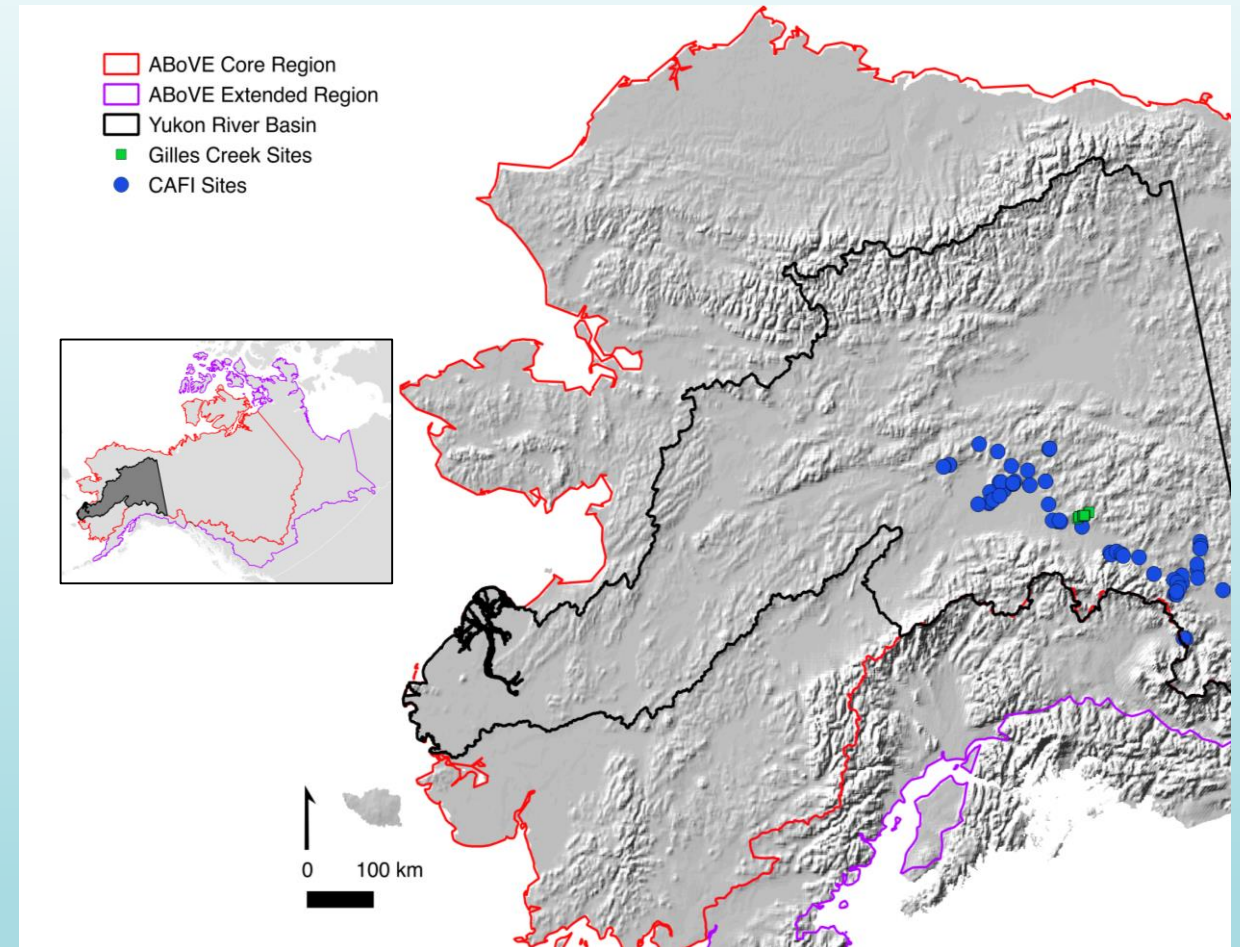 ABoVE Core Region
ABoVE Extended Region
Yukon River Basin
Gilles Creek Sites
CAFI Sites
0 100 km